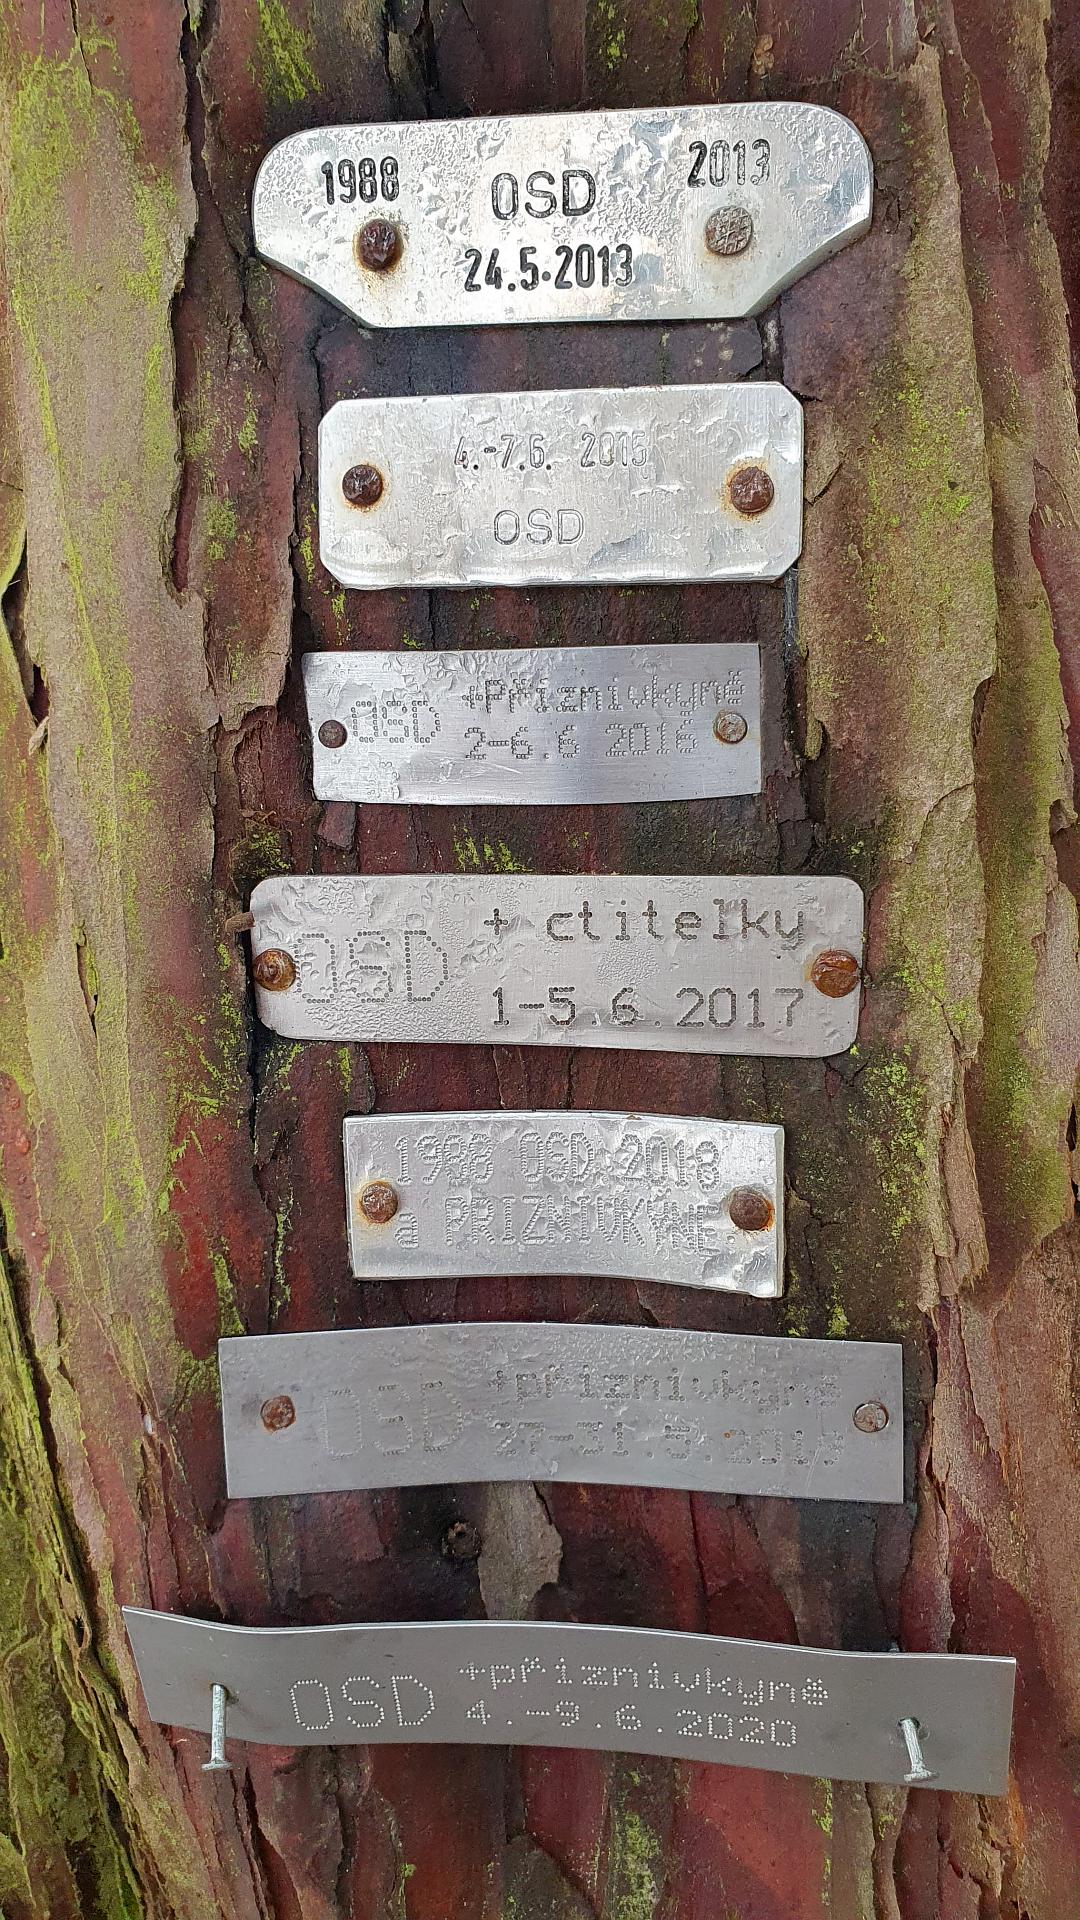 1988 OSD 2013
24.5.2013
4.-7.6. 2015
OSD
OSD +Příznivkyně
2-6.6 2016
OSD + ctitelky
1-5.6.2017
1988 OSD 2018
a PRIZNIVKYNE
OSD +příznivkyně
OSD +příznivkyně
4.-9.6.2020